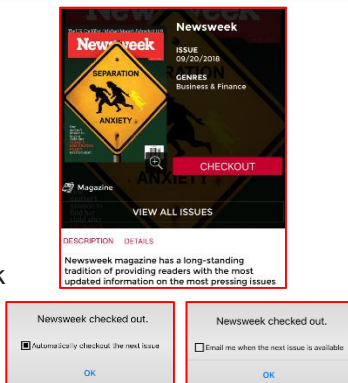 Newsweek
ISSUE
09/20/2018
GENRES
Business & Finance
Newsweek
SEPARATION
ANXIETY
CHECKOUT
Magazine
VIEW ALL ISSUES
DESCRIPTION DETAILS
Newsweek magazine has a long-standing
tradition of providing readers with the most
updated information on the most pressing issues
k
Newsweek checked out.
Automatically checkout the next issue
OK
Newsweek checked out.
Email me when the next issue is available
OK